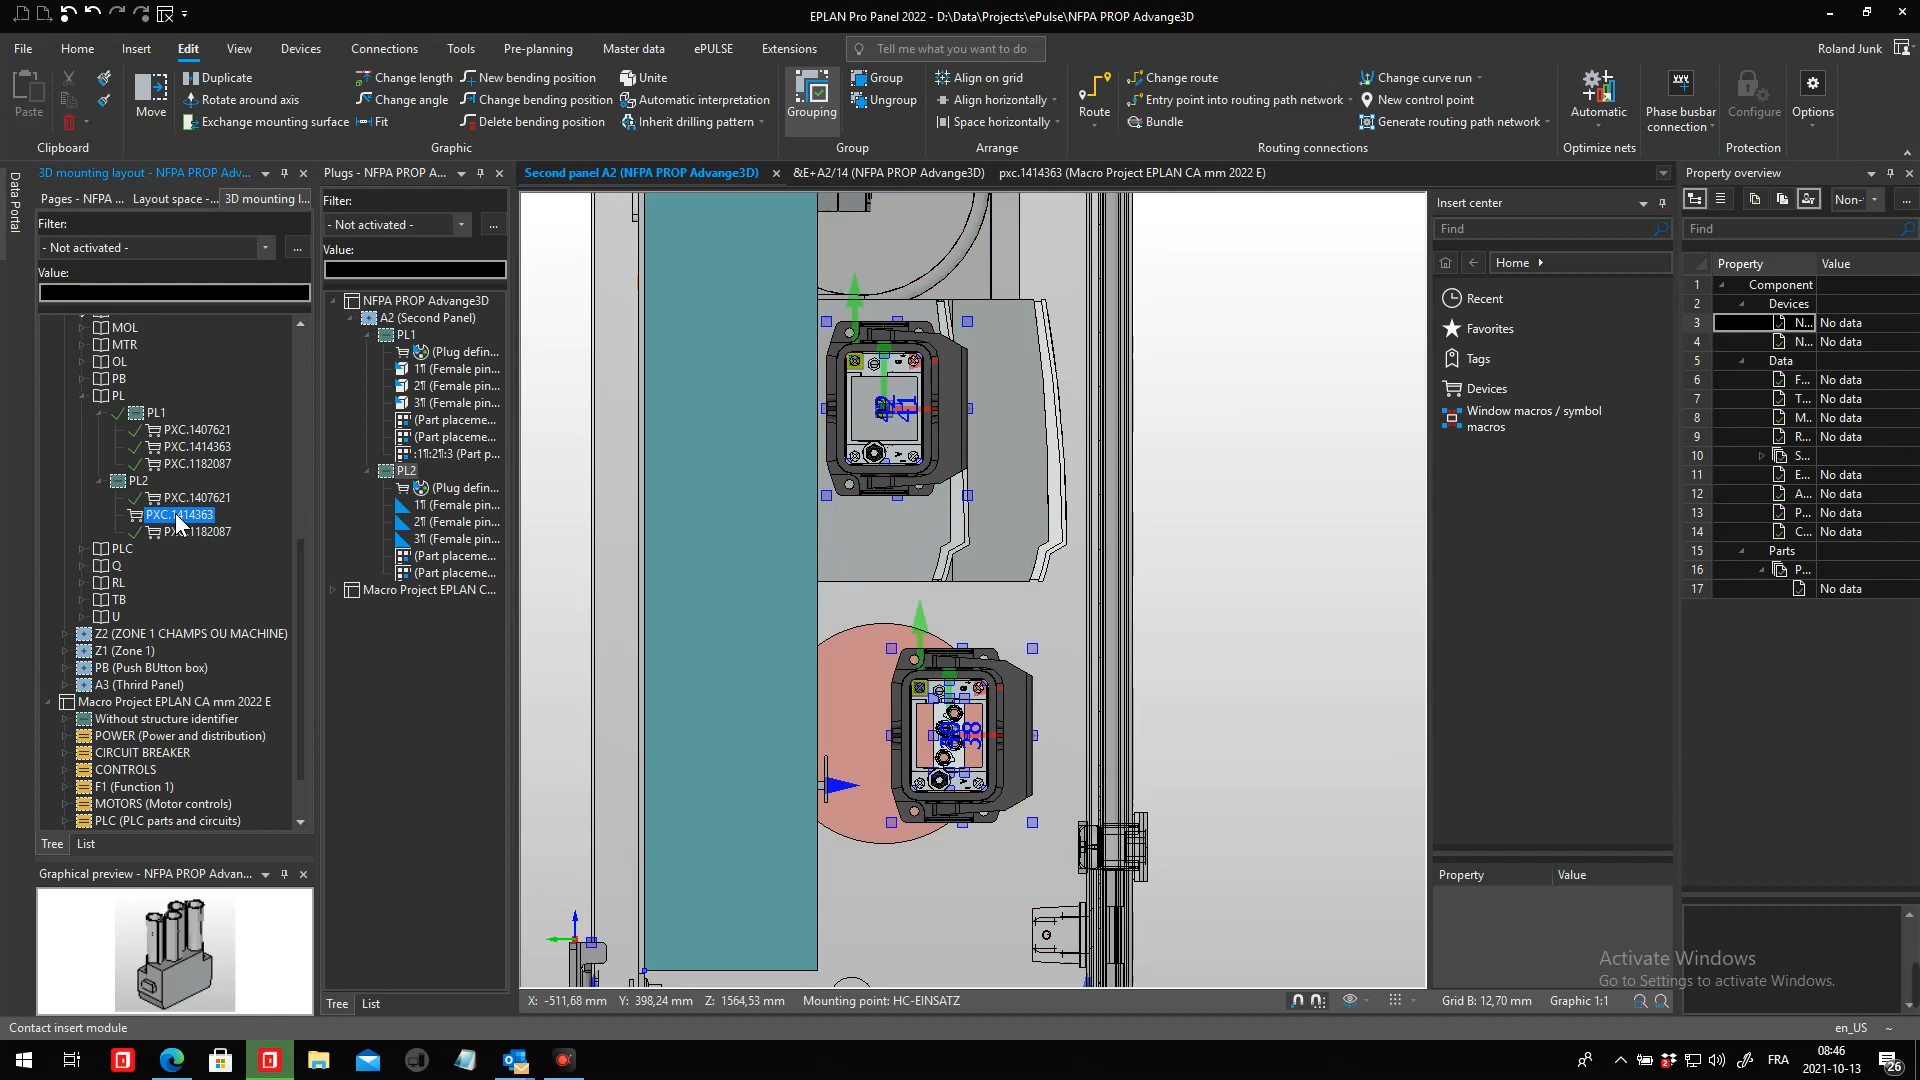 EPLAN Pro Panel 2022 - D:\Data\Projects\ePulse\NFPA PROP Advange3D
File Home Insert Edit View Devices Connections Tools Pre-planning Master data ePULSE Extensions Tell me what you want to do Roland Junk
Paste Move Duplicate Rotate around axis Exchange mounting surface
Change length Change angle Fit
New bending position Change bending position Delete bending position
Unite Automatic interpretation Inherit drilling pattern
Grouping Group Ungroup
Align on grid Align horizontally Space horizontally
Route Change route Entry point into routing path network Bundle
Change curve run New control point Generate routing path network
Automatic Phase busbar connection Configure Options
Clipboard Graphic Group Arrange Routing connections Optimize nets Protection
Data Portal
3D mounting layout - NFPA PROP Adv...
Pages - NFPA ... Layout space -... 3D mounting l...
Filter:
- Not activated -
...
Value:
MOL
MTR
OL
PB
PL
PL1
PXC.1407621
PXC.1414363
PXC.1182087
PL2
PXC.1407621
PXC.1414363
PLC
Q
RL
TB
U
Z2 (ZONE 1 CHAMPS OU MACHINE)
Z1 (Zone 1)
PB (Push BUtton box)
A3 (Thrird Panel)
Macro Project EPLAN CA mm 2022 E
Without structure identifier
POWER (Power and distribution)
CIRCUIT BREAKER
CONTROLS
F1 (Function 1)
MOTORS (Motor controls)
PLC (PLC parts and circuits)
Tree List
Graphical preview - NFPA PROP Advan...
Plugs - NFPA PROP A...
Filter:
- Not activated -
...
Value:
NFPA PROP Advange3D
A2 (Second Panel)
PL1
(Plug defin...
1¶ (Female pin...
2¶ (Female pin...
3¶ (Female pin...
(Part placeme...
(Part placeme...
:1¶:2¶:3 (Part p...
PL2
(Plug defin...
1¶ (Female pin...
2¶ (Female pin...
3¶ (Female pin...
(Part placeme...
(Part placeme...
Macro Project EPLAN C...
Tree List
Second panel A2 (NFPA PROP Advange3D) &E+A2/14 (NFPA PROP Advange3D) pxc.1414363 (Macro Project EPLAN CA mm 2022 E)
41
38
X: -511,68 mm Y: 398,24 mm Z: 1564,53 mm Mounting point: HC-EINSATZ
Grid B: 12,70 mm Graphic 1:1
Insert center
Find
Home
Recent
Favorites
Tags
Devices
Window macros / symbol
macros
Property Value
Property overview
Non-
...
Find
Property Value
1 Component
2 Devices
3 N... No data
4 N... No data
5 Data
6 F... No data
7 T... No data
8 M... No data
9 R... No data
10 S...
11 E... No data
12 A... No data
13 P... No data
14 C... No data
15 Parts
16 P...
17 No data
Activate Windows
Go to Settings to activate Windows.
Contact insert module
en_US
FRA
08:46
2021-10-13
26